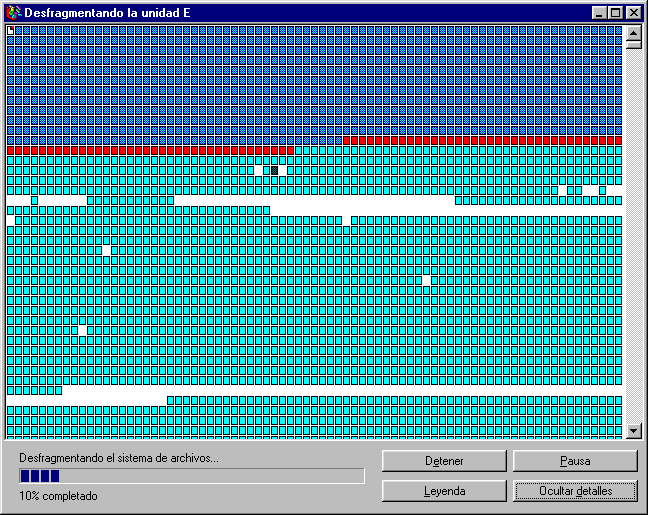 Desfragmentando la unidad E
Desfragmentando el sistema de archivos...
10% completado
Detener
Pausa
Leyenda
Ocultar detalles